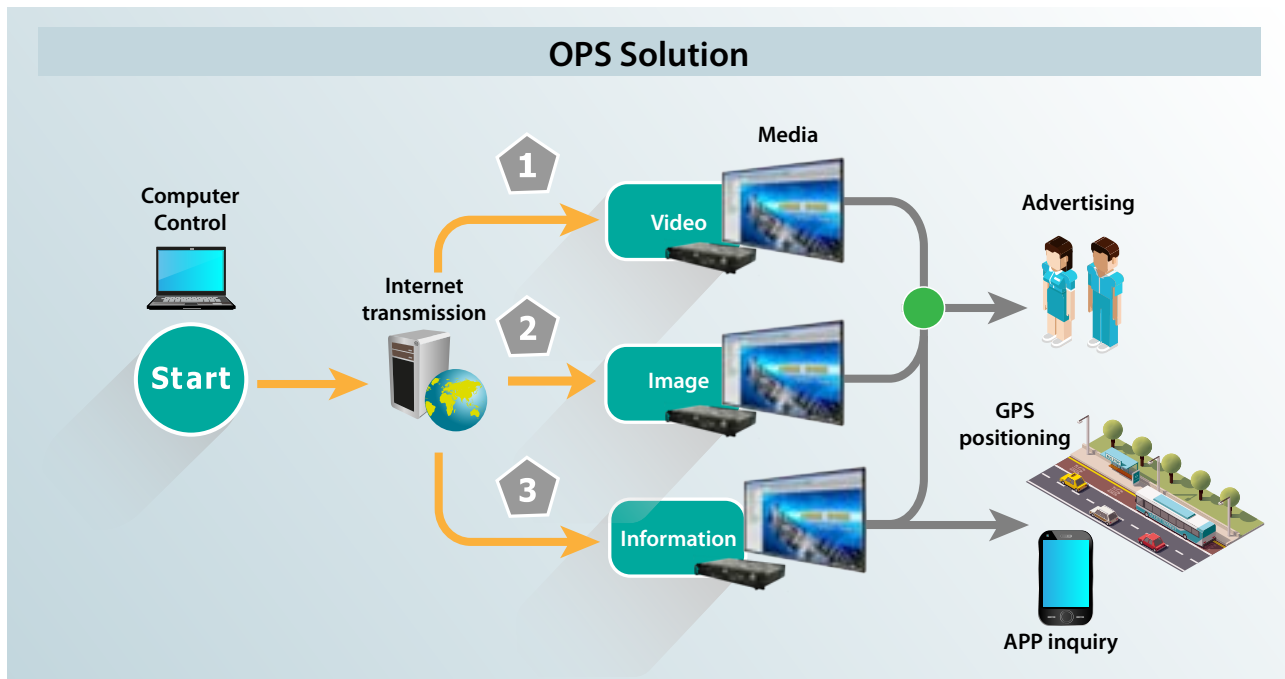 OPS Solution
Computer
Control
Start
Internet
transmission
1
2
3
Media
Video
Image
Information
Advertising
GPS
positioning
APP inquiry